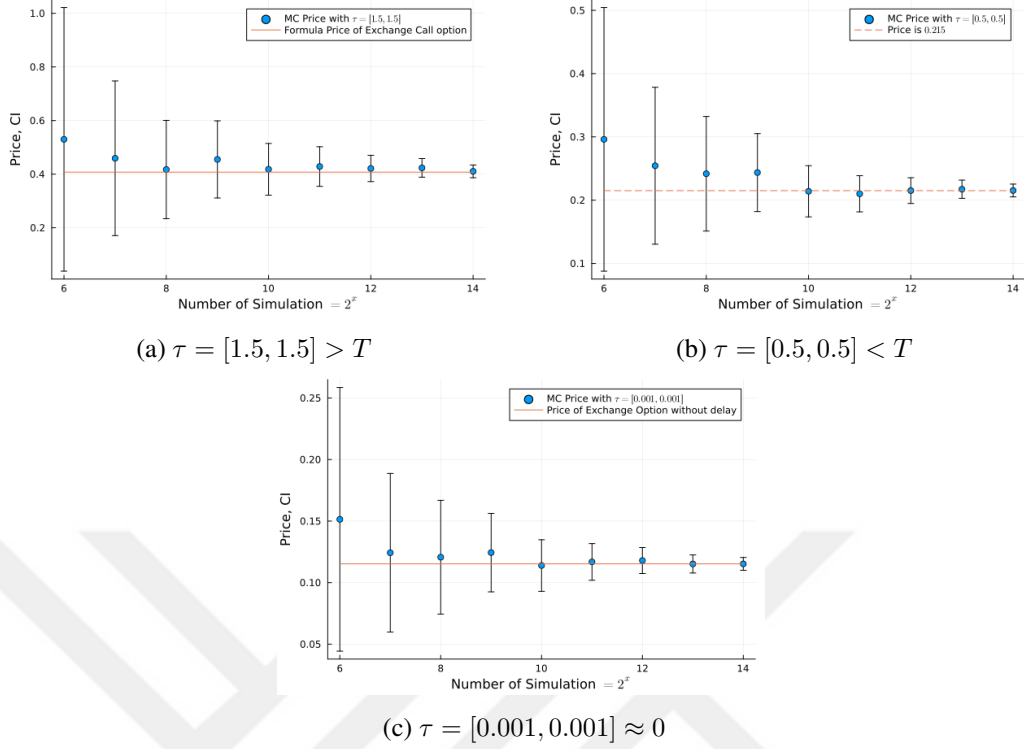 MC Price with τ = [1.5, 1.5]
Formula Price of Exchange Call option
1.0
0.8
0.6
0.4
0.2
Price, CI
6 8 10 12 14
Number of Simulation = 2^x
(a) τ = [1.5, 1.5] > T
MC Price with τ = [0.5, 0.5]
Price is 0.215
0.5
0.4
0.3
0.2
0.1
Price, CI
6 8 10 12 14
Number of Simulation = 2^x
(b) τ = [0.5, 0.5] < T
MC Price with τ = [0.001, 0.001]
Price of Exchange Option without delay
0.25
0.20
0.15
0.10
0.05
Price, CI
6 8 10 12 14
Number of Simulation = 2^x
(c) τ = [0.001, 0.001] ≈ 0